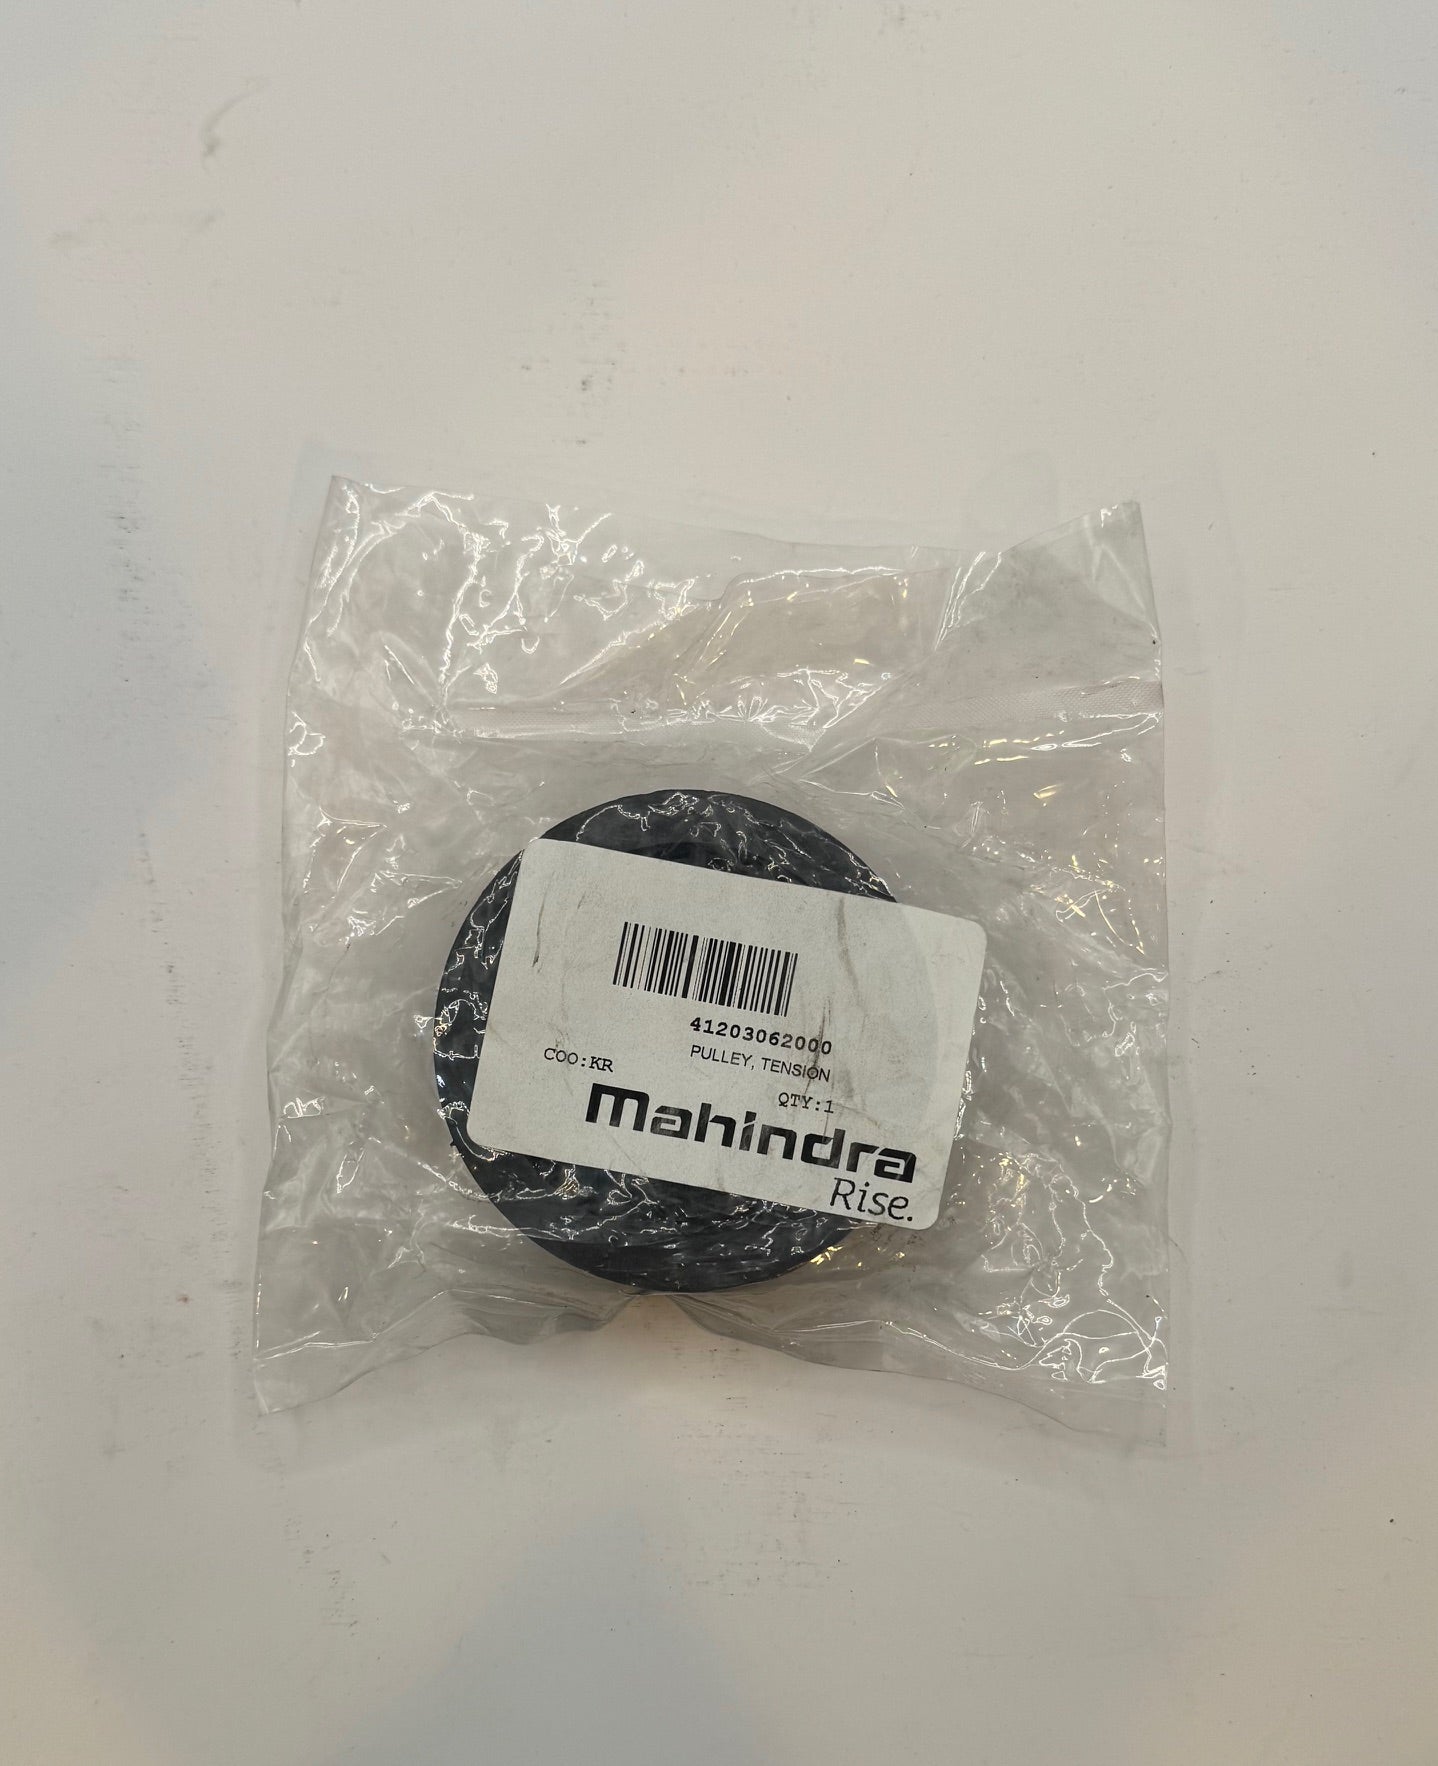 41203062000
PULLEY, TENSION
COO:KR
QTY:1
Mahindra
Rise.